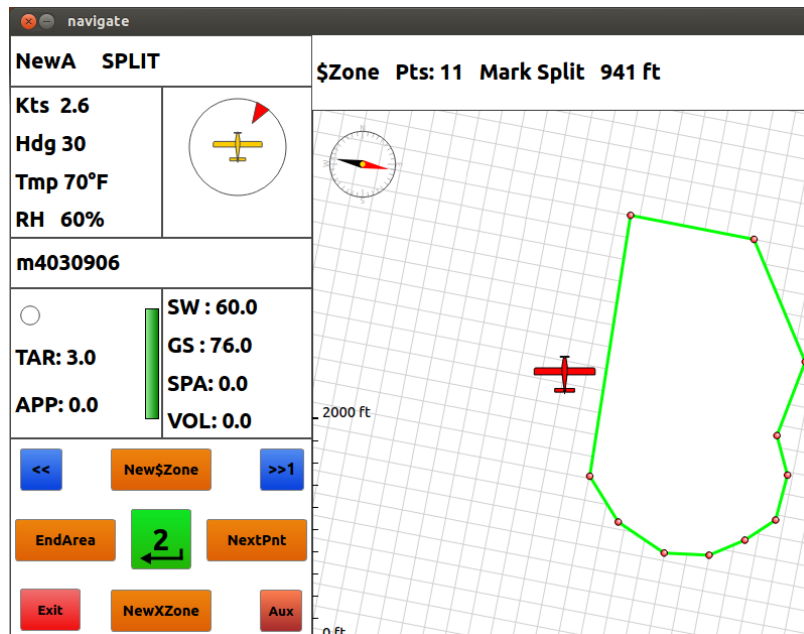 navigate
NewA SPLIT
$Zone Pts: 11 Mark Split 941 ft
Kts 2.6
Hdg 30
Tmp 70°F
RH 60%
m4030906
SW : 60.0
GS : 76.0
TAR: 3.0
SPA: 0.0
APP: 0.0
VOL: 0.0
2000 ft
<< New$Zone >>1
EndArea 2 NextPnt
Exit NewXZone Aux
0 ft